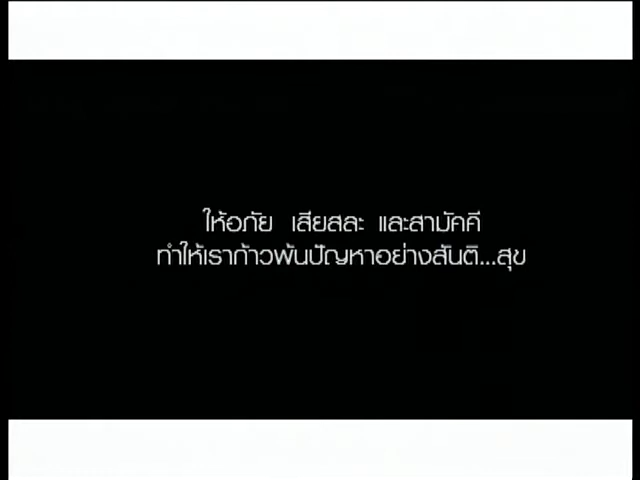 ให้อภัย เสียสละ และสามัคคี
ทำให้เราก้าวพ้นปัญหาอย่างสันติ...สุข